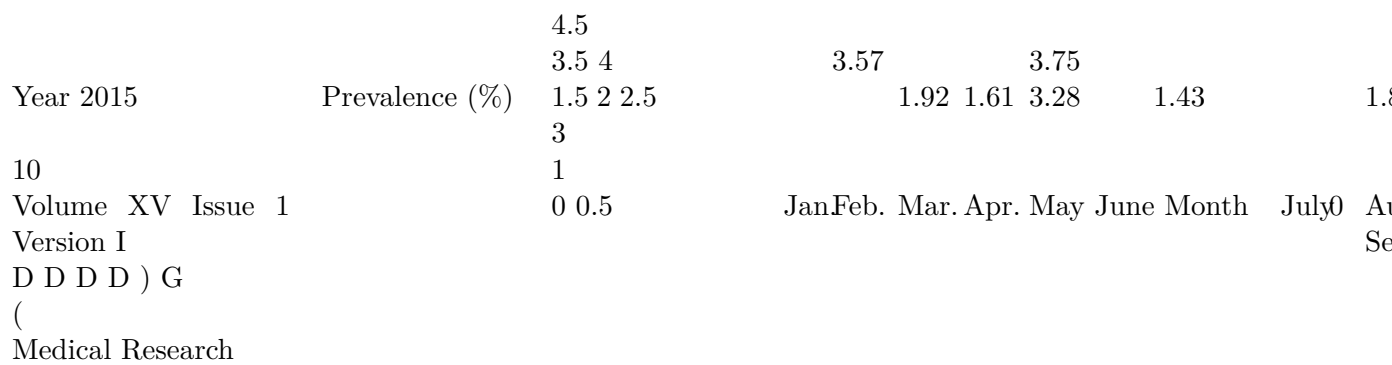 4.5
3.5 4 3.57 3.75
Year 2015 Prevalence (%) 1.5 2 2.5 1.92 1.61 3.28 1.43
3
10 1
Volume XV Issue 1 0 0.5 Jan. Feb. Mar. Apr. May June Month July 0
Version I
D D D D ) G
(
Medical Research